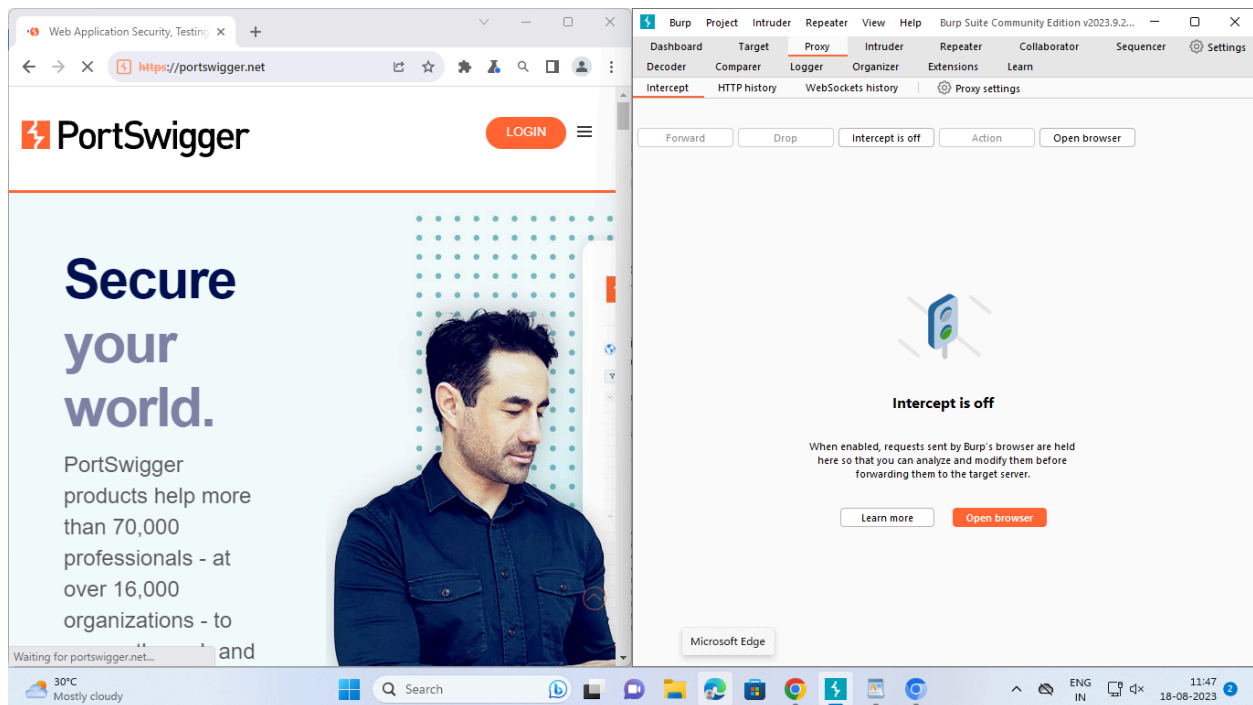 Web Application Security, Testing
https://portswigger.net
PortSwigger
LOGIN
Secure
your
world.
PortSwigger
products help more
than 70,000
professionals - at
over 16,000
organizations - to
and
Waiting for portswigger.net...
Burp Project Intruder Repeater View Help Burp Suite Community Edition v2023.9.2...
Dashboard Target Proxy Intruder Repeater Collaborator Sequencer Settings
Decoder Comparer Logger Organizer Extensions Learn
Intercept HTTP history WebSockets history Proxy settings
Forward Drop Intercept is off Action Open browser
Intercept is off
When enabled, requests sent by Burp's browser are held
here so that you can analyze and modify them before
forwarding them to the target server.
Learn more Open browser
Microsoft Edge
30°C
Mostly cloudy
Search
ENG
IN
11:47
18-08-2023
2